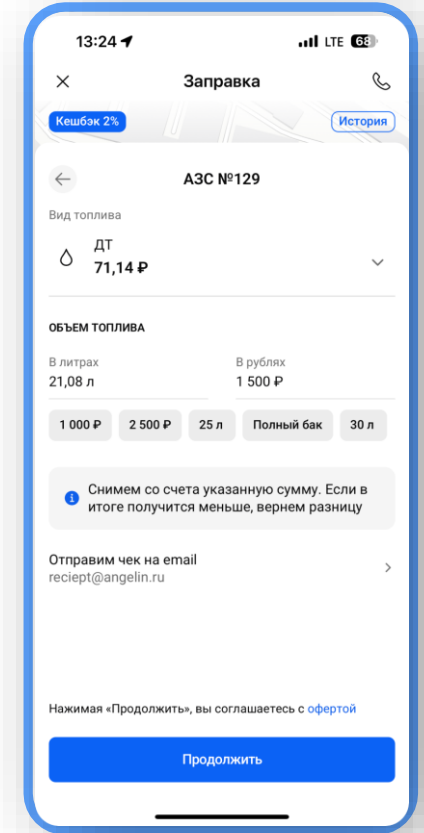 13:24 LTE 68
Заправка
Кешбэк 2% История
АЗС №129
Вид топлива
ДТ
71,14 ₽
ОБЪЕМ ТОПЛИВА
В литрах В рублях
21,08 л 1 500 ₽
1 000 ₽ 2 500 ₽ 25 л Полный бак 30 л
Снимем со счета указанную сумму. Если в
итоге получится меньше, вернем разницу
Отправим чек на email
reciept@angelin.ru
Нажимая «Продолжить», вы соглашаетесь с офертой
Продолжить